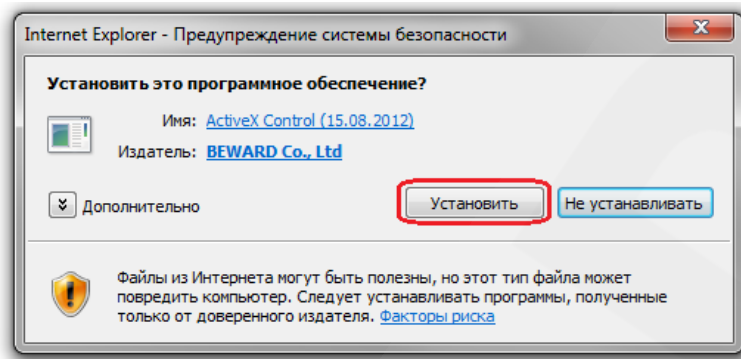 Internet Explorer - Предупреждение системы безопасности
Установить это программное обеспечение?
Имя: ActiveX Control (15.08.2012)
Издатель: BEWARD Co., Ltd
Дополнительно Установить Не устанавливать
Файлы из Интернета могут быть полезны, но этот тип файла может
повредить компьютер. Следует устанавливать программы, полученные
только от доверенного издателя. Факторы риска